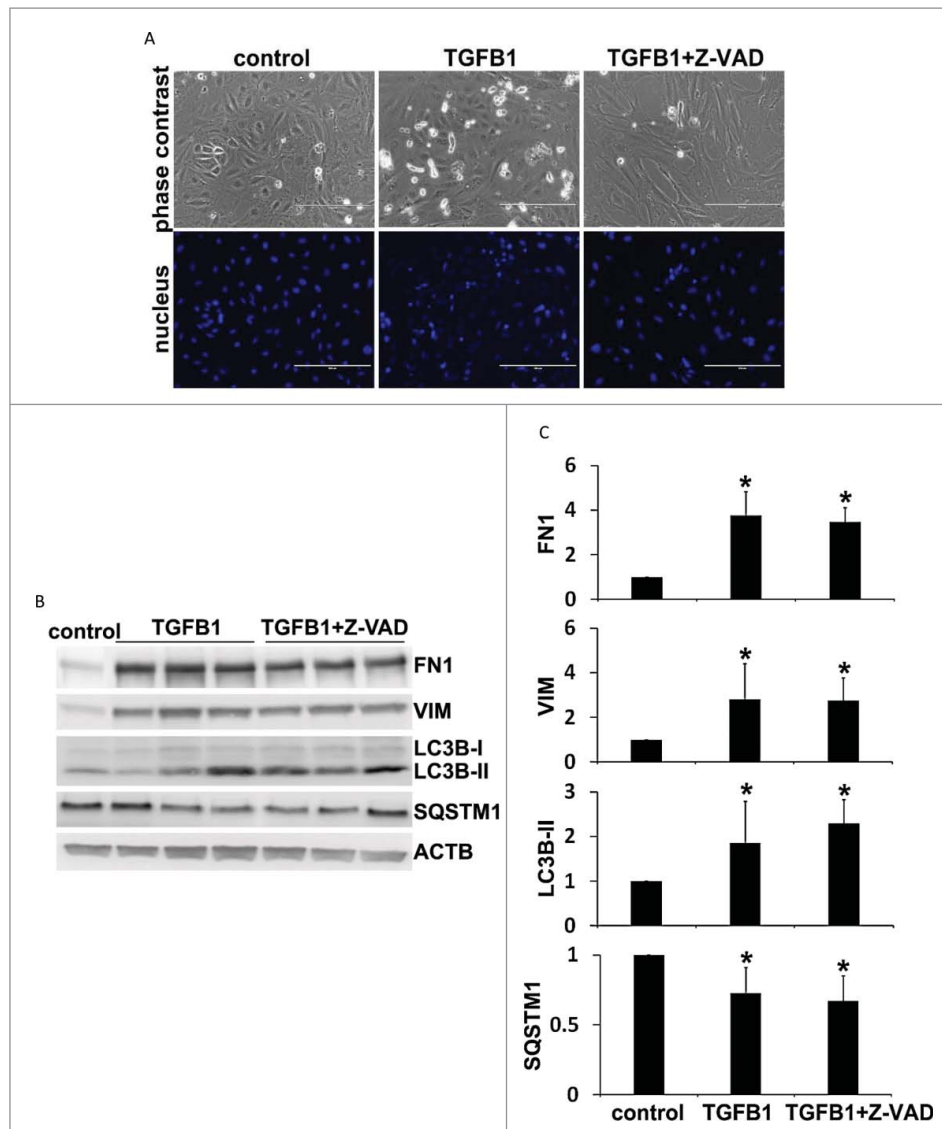 A
control TGFB1 TGFB1+Z-VAD
phase contrast
nucleus
B
control TGFB1 TGFB1+Z-VAD
FN1
VIM
LC3B-I
LC3B-II
SQSTM1
ACTB
C
FN1
6
4
2
0
* *
VIM
6
4
2
0
* *
LC3B-II
3
2
1
0
* *
SQSTM1
1
0.5
0
* *
control TGFB1 TGFB1+Z-VAD